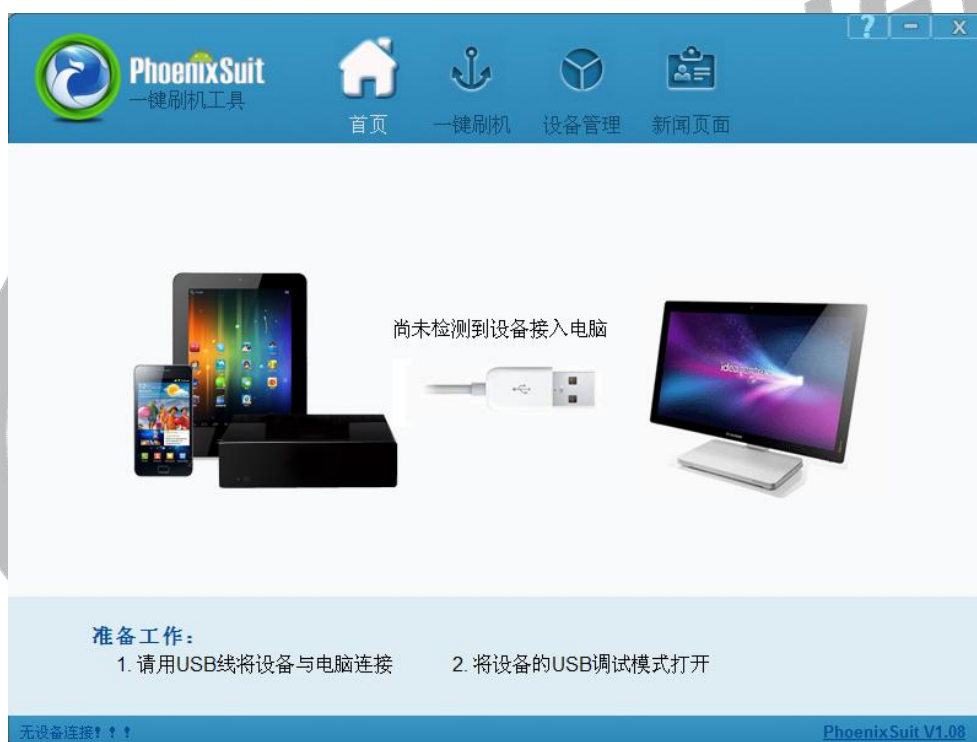 ? － X
PhoenixSuit
一键刷机工具
首页 一键刷机 设备管理 新闻页面
尚未检测到设备接入电脑
准备工作：
1. 请用USB线将设备与电脑连接 2. 将设备的USB调试模式打开
无设备连接！！！ PhoenixSuit V1.08